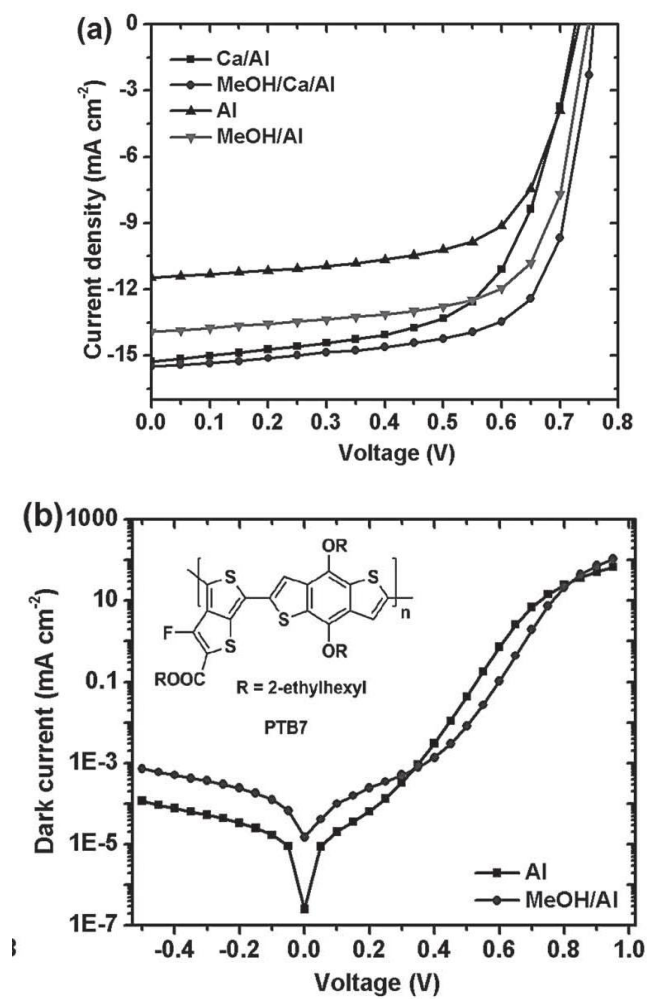 (a)
0
-3
-6
-9
-12
-15
Current density (mA cm-2)
Ca/Al
MeOH/Ca/Al
Al
MeOH/Al
0.0 0.1 0.2 0.3 0.4 0.5 0.6 0.7 0.8
Voltage (V)
(b)
1000
10
0.1
1E-3
1E-5
1E-7
Dark current (mA cm-2)
OR
S
S
n
F
S
S
OR
ROOC
R = 2-ethylhexyl
PTB7
Al
MeOH/Al
-0.4 -0.2 0.0 0.2 0.4 0.6 0.8 1.0
Voltage (V)